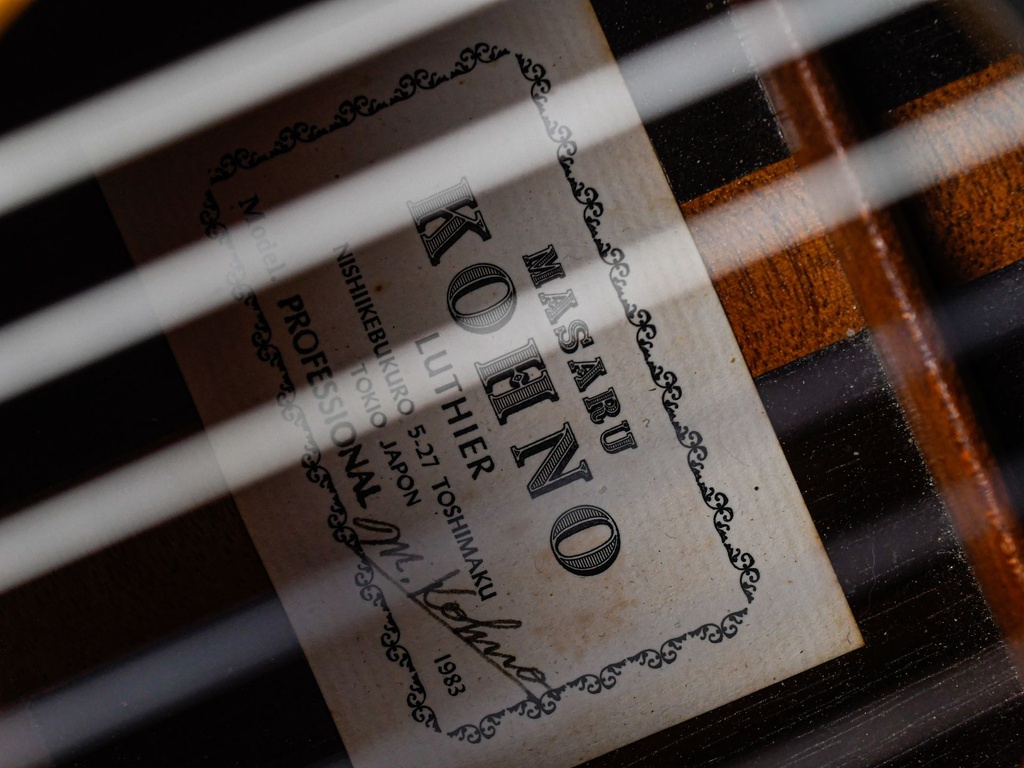 MASARU
KOHNO
LUTHIER
NISHIIKEBUKURO 5-27 TOSHIMAKU
TOKIO JAPON
Model. PROFESSIONAL
M. Kohno
1983